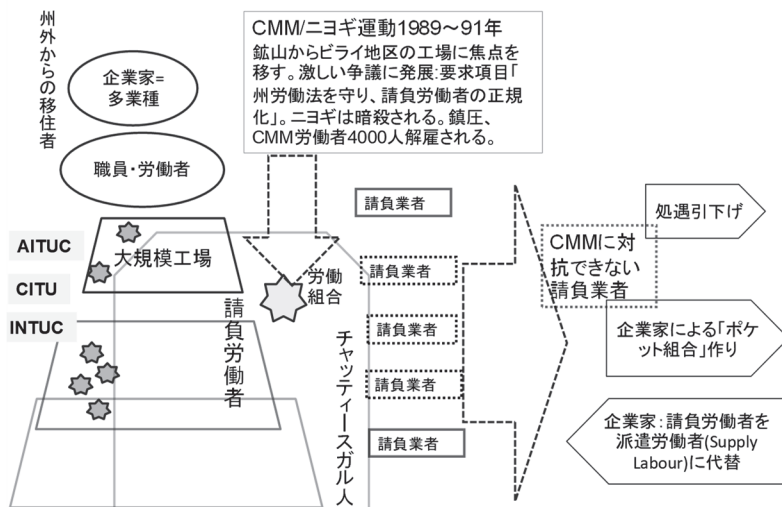 州外からの移住者
企業家=
多業種
職員・労働者
CMM/ニヨギ運動1989～91年
鉱山からビライ地区の工場に焦点を
移す。激しい争議に発展:要求項目「
州労働法を守り、請負労働者の正規
化」。ニヨギは暗殺される。鎮圧、
CMM労働者4000人解雇される。
AITUC
CITU
INTUC
大規模工場
請負労働者
労働
組合
チャッティースガル人
請負業者
請負業者
請負業者
請負業者
請負業者
CMMに対
抗できない
請負業者
処遇引下げ
企業家による「ポケ
ット組合」作り
企業家：請負労働者を
派遣労働者(Supply
Labour)に代替